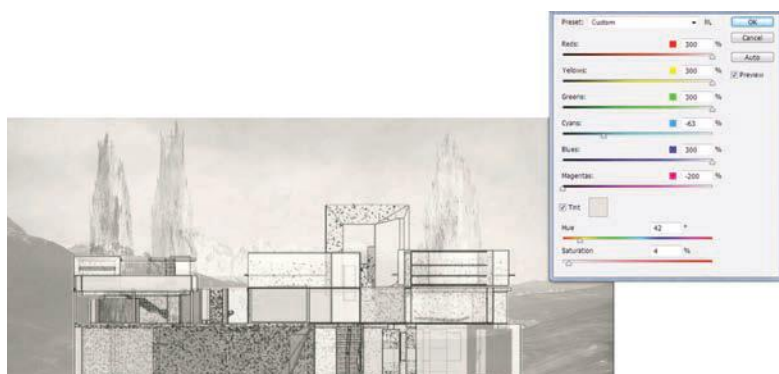 Preset: Custom OK
Cancel
Auto
Preview
Reds: 300 %
Yellows: 300 %
Greens: 300 %
Cyans: -63 %
Blues: 300 %
Magentas: -200 %
Tint
Hue 42 °
Saturation 4 %